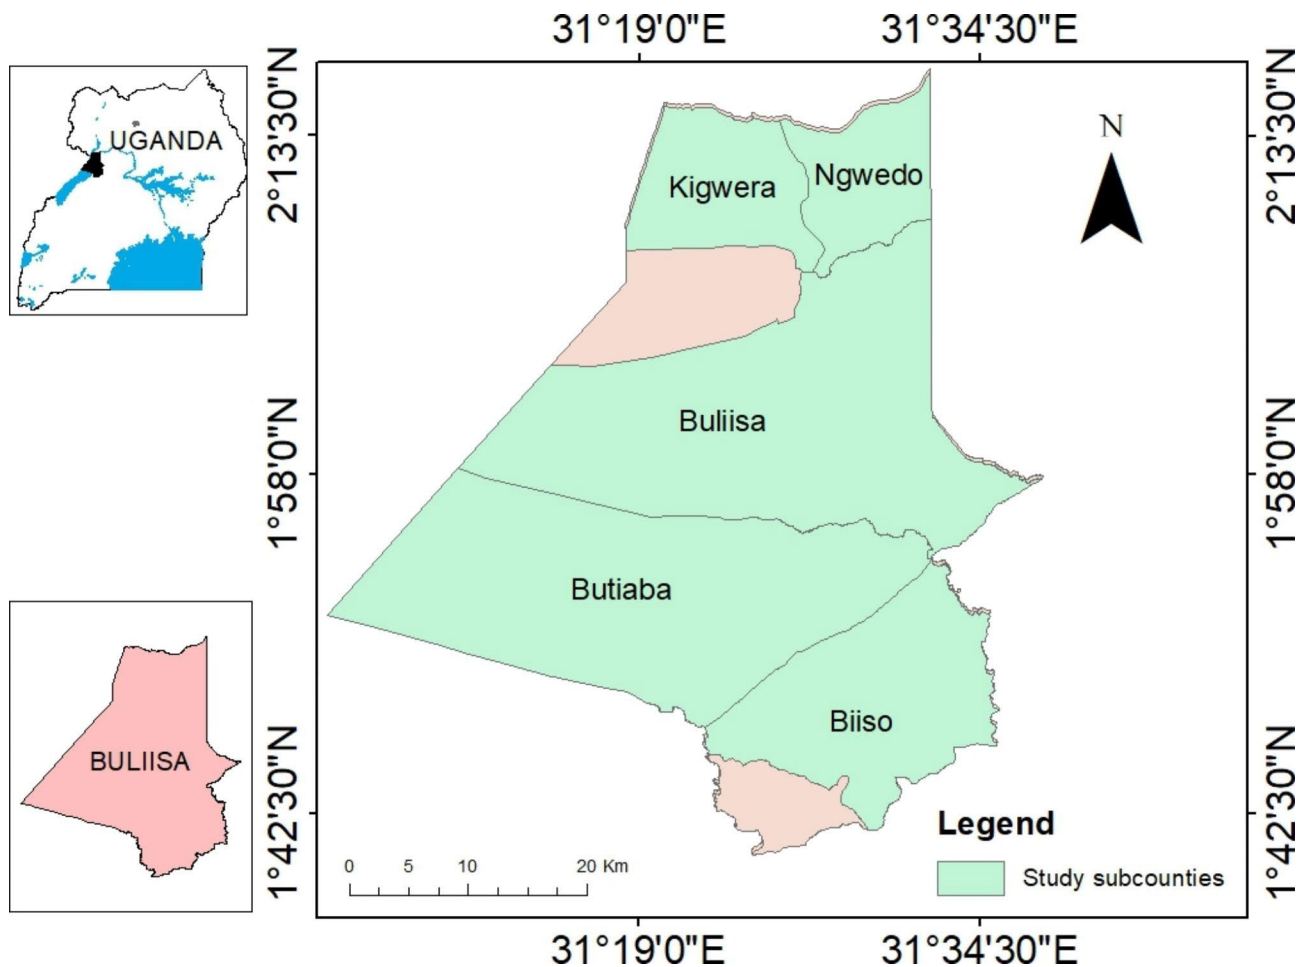 31°19'0"E 31°34'30"E
UGANDA
2°13'30"N
2°13'30"N
N
Kigwera
Ngwedo
Buliisa
1°58'0"N
1°58'0"N
Butiaba
Biiso
BULIISA
1°42'30"N
1°42'30"N
Legend
Study subcounties
0 5 10 20 Km
31°19'0"E 31°34'30"E